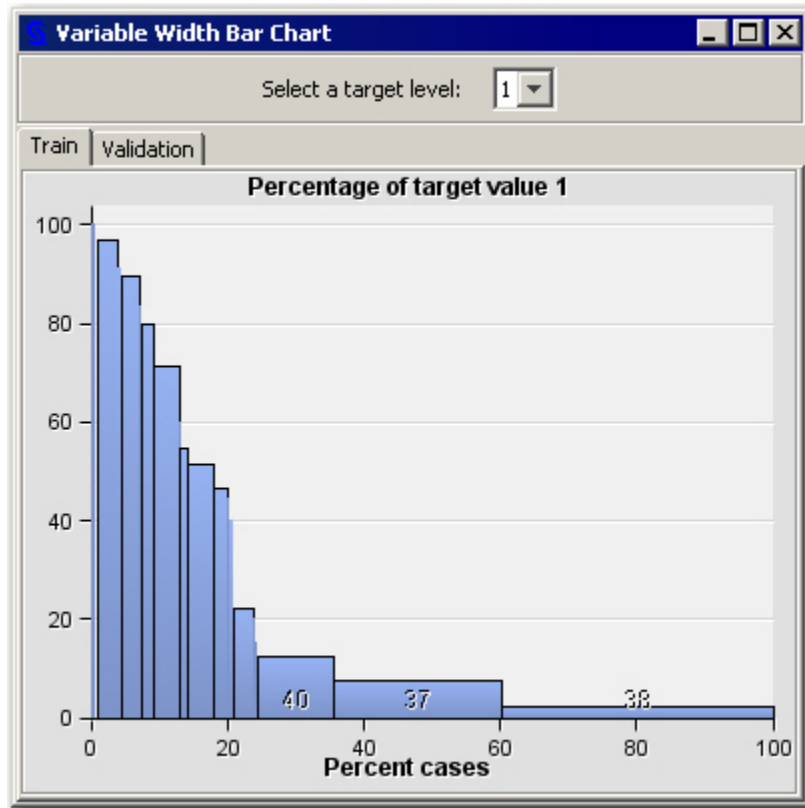 Variable Width Bar Chart
Select a target level: 1
Train Validation
Percentage of target value 1
100
80
60
40
20
0
40 37 38
0 20 40 60 80 100
Percent cases